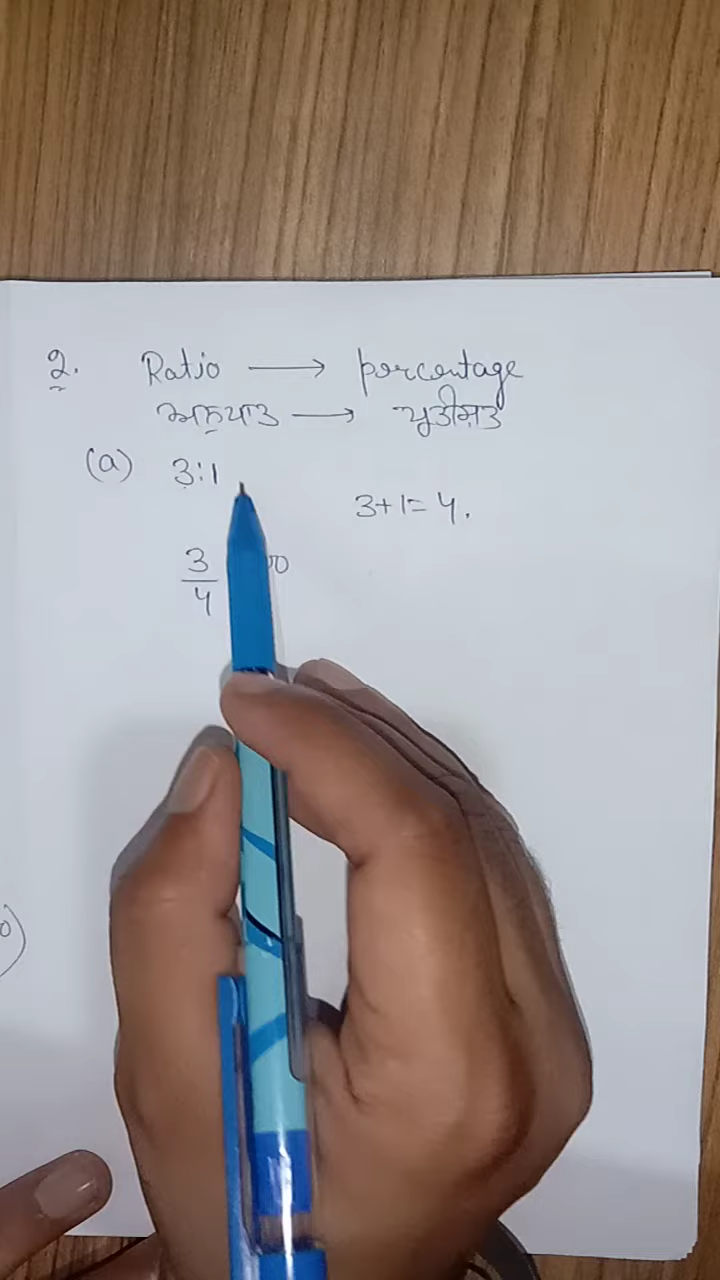 2. Ratio → percentage
ਅਨੁਪਾਤ → ਪ੍ਰਤੀਸ਼ਤ
(a) 3:1
3+1=4.
3/4